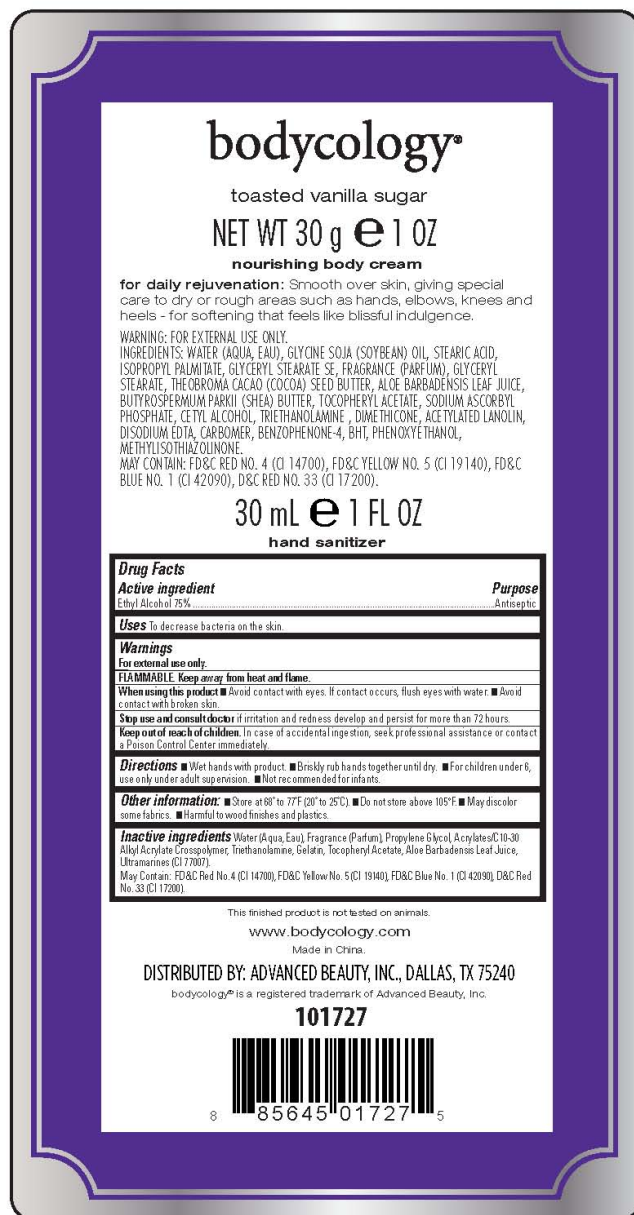 bodycology®
toasted vanilla sugar
NET WT 30 g e 1 OZ
nourishing body cream
for daily rejuvenation: Smooth over skin, giving special
care to dry or rough areas such as hands, elbows, knees and
heels - for softening that feels like blissful indulgence.
WARNING: FOR EXTERNAL USE ONLY.
INGREDIENTS: WATER (AQUA, EAU), GLYCINE SOJA (SOYBEAN) OIL, STEARIC ACID,
ISOPROPYL PALMITATE, GLYCERYL STEARATE SE, FRAGRANCE (PARFUM), GLYCERYL
STEARATE, THEOBROMA CACAO (COCOA) SEED BUTTER, ALOE BARBADENSIS LEAF JUICE,
BUTYROSPERMUM PARKII (SHEA) BUTTER, TOCOPHERYL ACETATE, SODIUM ASCORBYL
PHOSPHATE, CETYL ALCOHOL, TRIETHANOLAMINE , DIMETHICONE, ACETYLATED LANOLIN,
DISODIUM EDTA, CARBOMER, BENZOPHENONE-4, BHT, PHENOXYETHANOL,
METHYLISOTHIAZOLINONE.
MAY CONTAIN: FD&C RED NO. 4 (CI 14700), FD&C YELLOW NO. 5 (CI 19140), FD&C
BLUE NO. 1 (CI 42090), D&C RED NO. 33 (CI 17200).
30 mL e 1 FL OZ
hand sanitizer
Drug Facts
Active ingredient Purpose
Ethyl Alcohol 75%.....Antiseptic
Uses To decrease bacteria on the skin.
Warnings
For external use only.
FLAMMABLE. Keep away from heat and flame.
When using this product ■ Avoid contact with eyes. If contact occurs, flush eyes with water. ■ Avoid
contact with broken skin.
Stop use and consult doctor if irritation and redness develop and persist for more than 72 hours.
Keep out of reach of children. In case of accidental ingestion, seek professional assistance or contact
a Poison Control Center immediately.
Directions ■ Wet hands with product. ■ Briskly rub hands together until dry. ■ For children under 6,
use only under adult supervision. ■ Not recommended for infants.
Other information: ■ Store at 68° to 77°F (20° to 25°C). ■ Do not store above 105°F. ■ May discolor
some fabrics. ■ Harmful to wood finishes and plastics.
Inactive ingredients Water (Aqua, Eau), Fragrance (Parfum), Propylene Glycol, Acrylates/C10-30
Alkyl Acrylate Crosspolymer, Triethanolamine, Gelatin, Tocopheryl Acetate, Aloe Barbadensis Leaf Juice,
Ultramarines (CI 77007).
May Contain: FD&C Red No. 4 (CI 14700), FD&C Yellow No. 5 (CI 19140), FD&C Blue No. 1 (CI 42090), D&C Red
No. 33 (CI 17200).
This finished product is not tested on animals.
www.bodycology.com
Made in China.
DISTRIBUTED BY: ADVANCED BEAUTY, INC., DALLAS, TX 75240
bodycology® is a registered trademark of Advanced Beauty, Inc.
101727
8 85645 01727 5